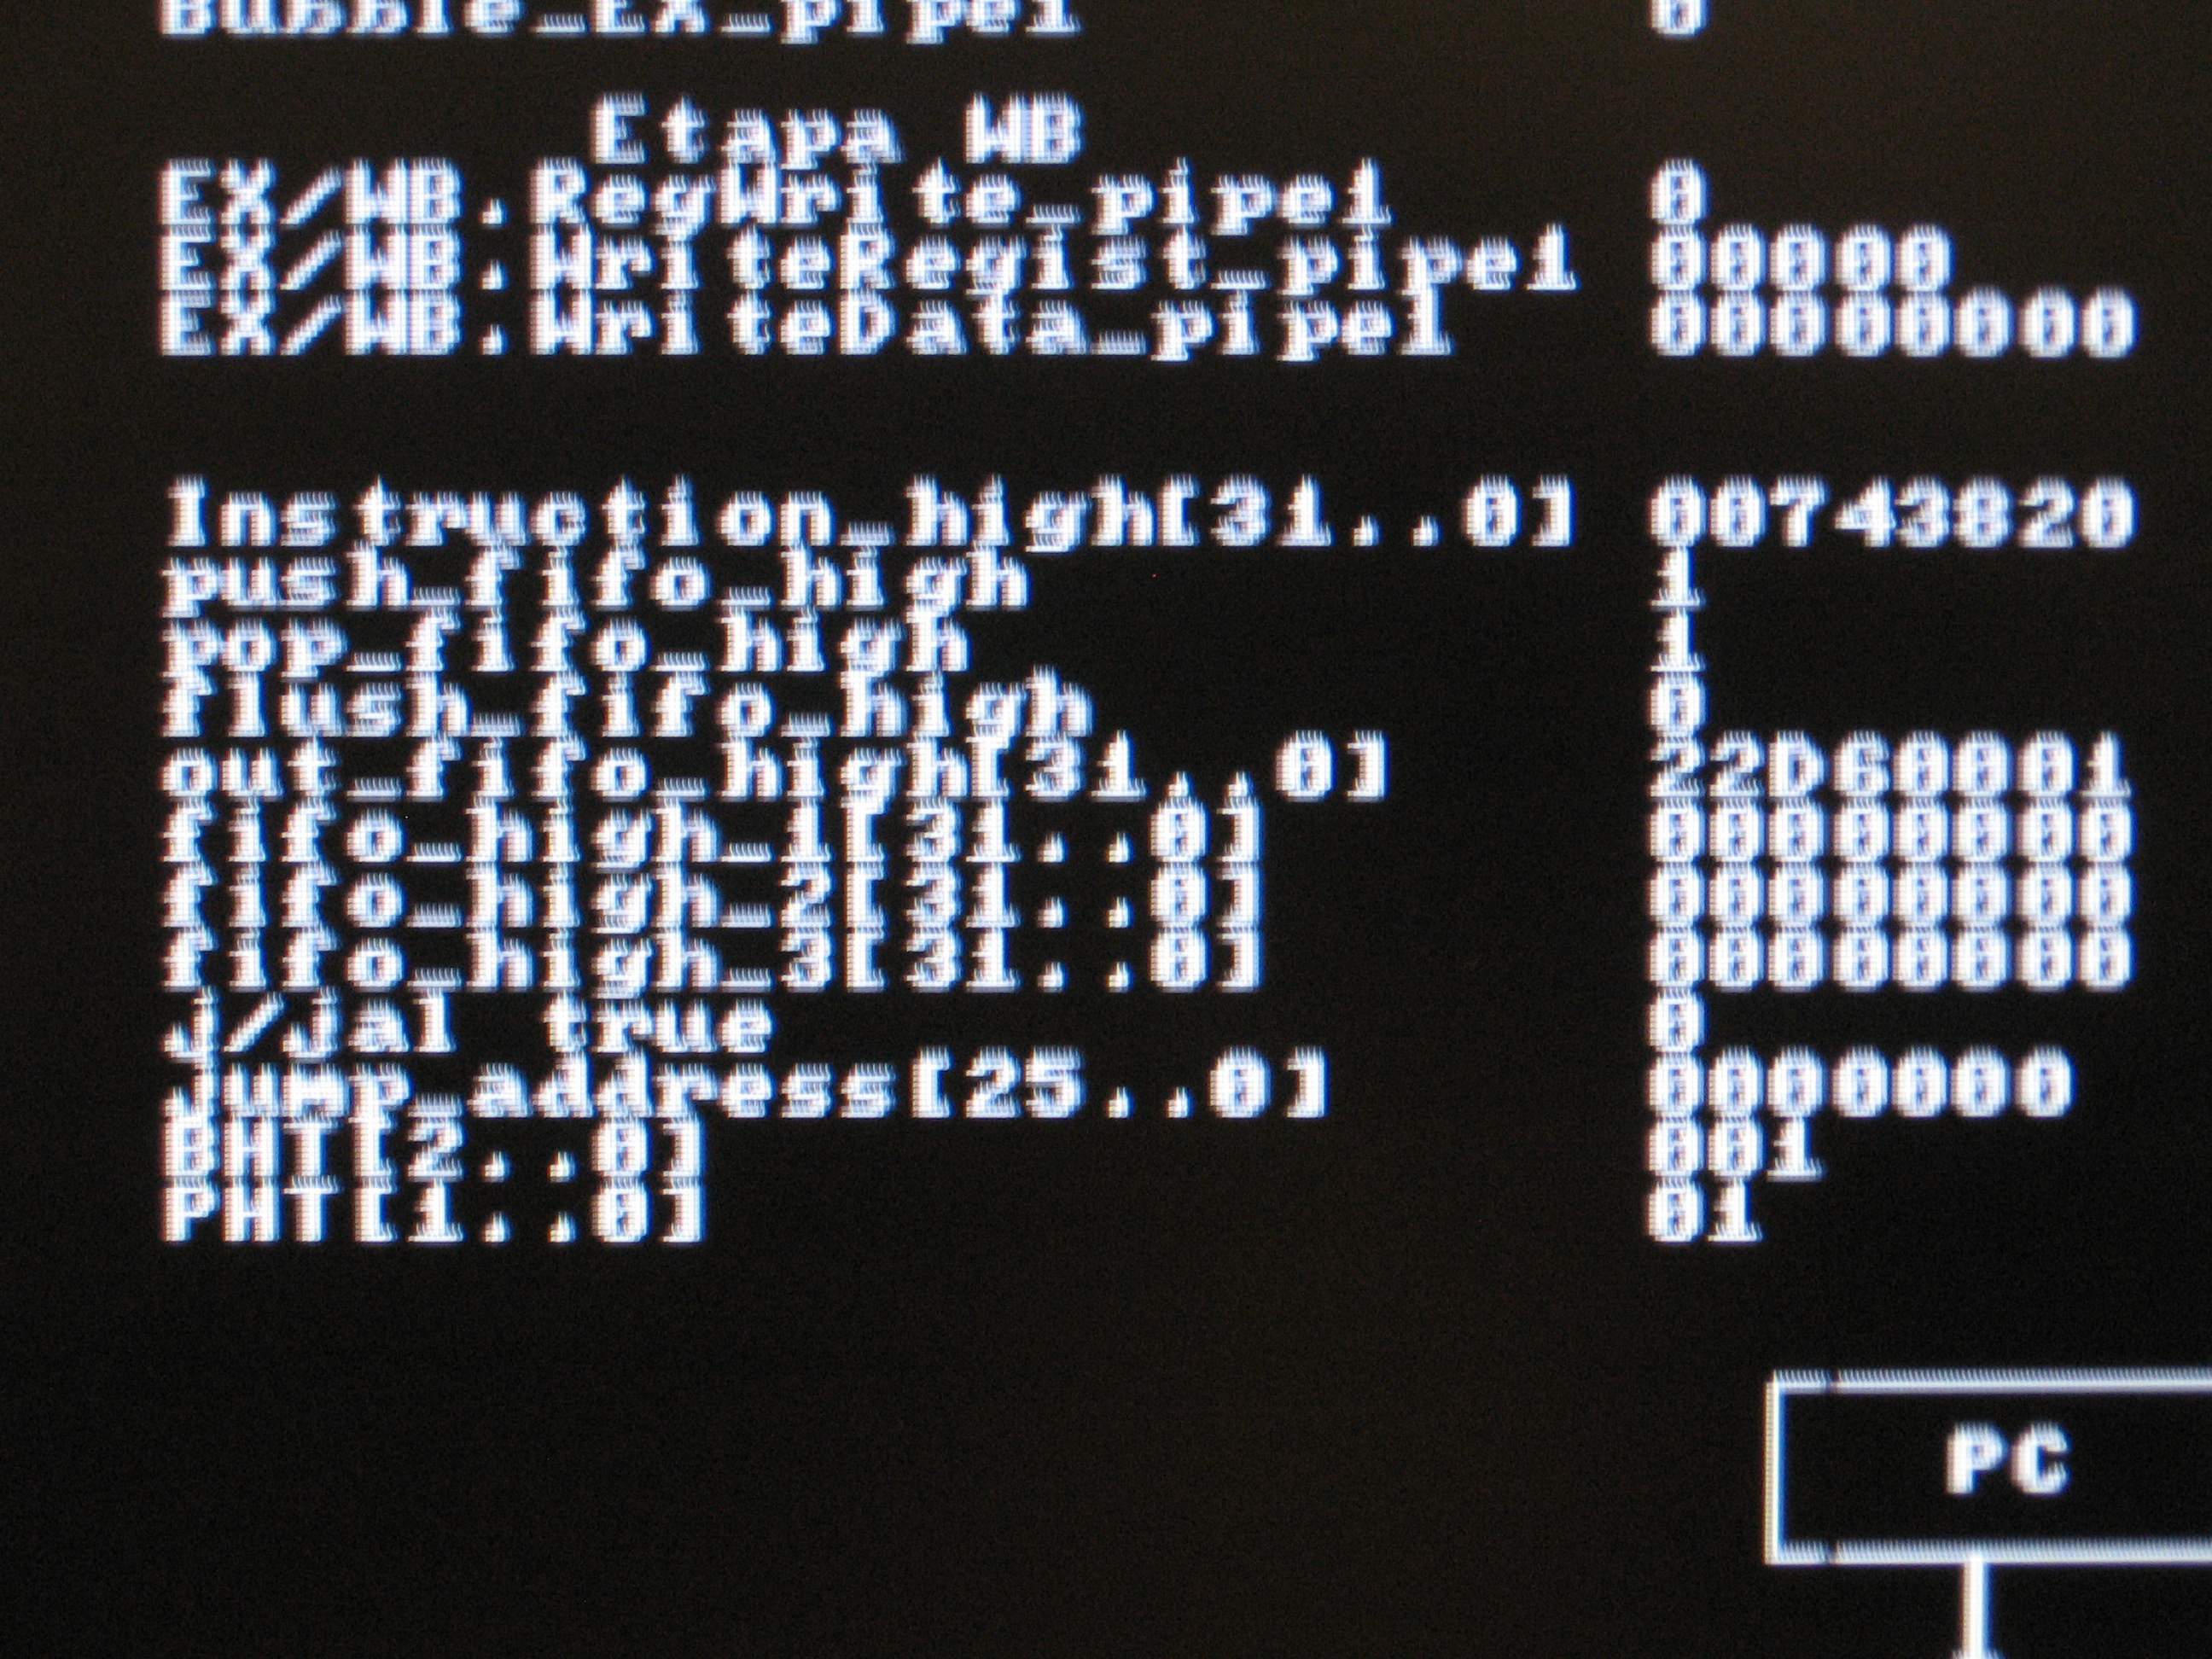 Bubble_EX_pipe1 0
Etapa WB
EX/WB.RegWrite_pipe1 0
EX/WB.WriteRegist_pipe1 00000
EX/WB.WriteData_pipe1 00000000
Instruction_high[31..0] 00743820
push_fifo_high 1
pop_fifo_high 1
flush_fifo_high 0
out_fifo_high[31..0] 22D60001
fifo_high_1[31..0] 00000000
fifo_high_2[31..0] 00000000
fifo_high_3[31..0] 00000000
j/jal true 0
Jump_address[25..0] 0000000
BHT[2..0] 001
PHT[1..0] 01
PC